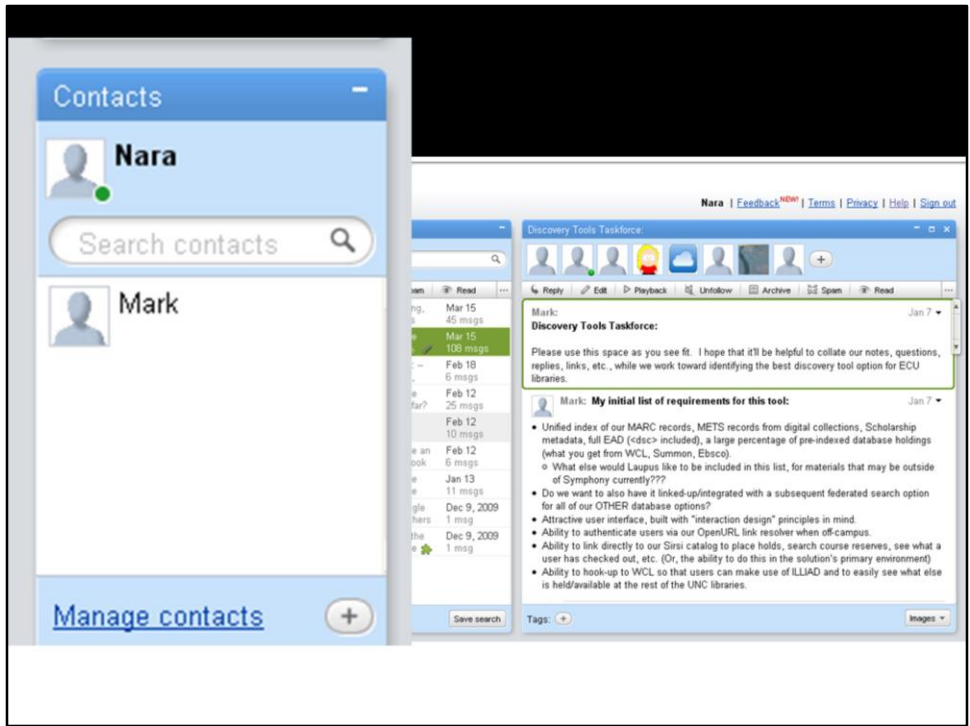 Contacts
Nara
Search contacts
Mark
Manage contacts
Nara | Feedback NEW! | Terms | Privacy | Help | Sign out
Read
ng, Mar 15
s 45 msgs
e Mar 15
108 msgs
: – Feb 18
6 msgs
e Feb 12
far? 25 msgs
Feb 12
10 msgs
e an Feb 12
ook 6 msgs
e Jan 13
e 11 msgs
gle Dec 9, 2009
hers 1 msg
the Dec 9, 2009
e 1 msg
Save search
Discovery Tools Taskforce:
Reply Edit Playback Unfollow Archive Spam Read
Mark: Jan 7
Discovery Tools Taskforce:
Please use this space as you see fit. I hope that it'll be helpful to collate our notes, questions,
replies, links, etc., while we work toward identifying the best discovery tool option for ECU
libraries.
Mark: My initial list of requirements for this tool: Jan 7
• Unified index of our MARC records, METS records from digital collections, Scholarship
metadata, full EAD (<dsc> included), a large percentage of pre-indexed database holdings
(what you get from WCL, Summon, Ebsco).
o What else would Laupus like to be included in this list, for materials that may be outside
of Symphony currently???
• Do we want to also have it linked-up/integrated with a subsequent federated search option
for all of our OTHER database options?
• Attractive user interface, built with "interaction design" principles in mind.
• Ability to authenticate users via our OpenURL link resolver when off-campus.
• Ability to link directly to our Sirsi catalog to place holds, search course reserves, see what a
user has checked out, etc. (Or, the ability to do this in the solution's primary environment)
• Ability to hook-up to WCL so that users can make use of ILLIAD and to easily see what else
is held/available at the rest of the UNC libraries.
Tags:
Images